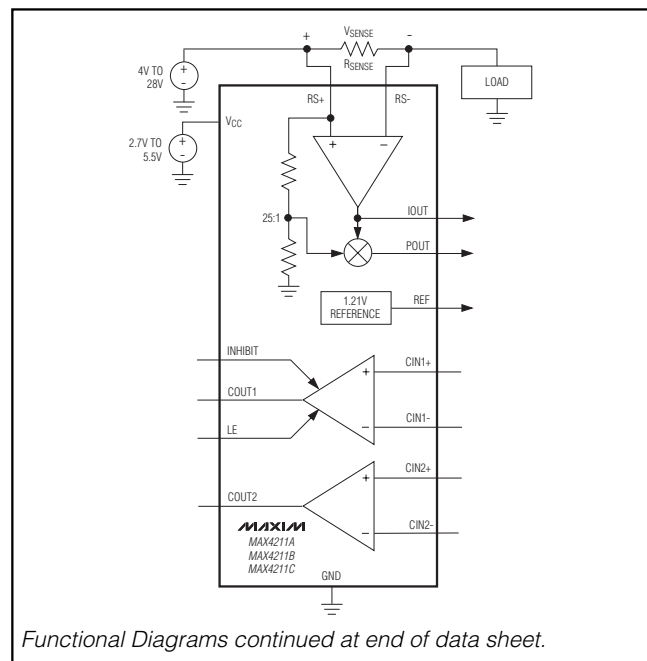 + VSENSE -
RSENSE
4V TO
28V
+
-
LOAD
RS+ RS-
VCC
2.7V TO
5.5V
+
-
+ -
25:1
IOUT
POUT
1.21V
REFERENCE
REF
INHIBIT
COUT1
LE
+
-
CIN1+
CIN1-
COUT2
+
-
CIN2+
CIN2-
MAXIM
MAX4211A
MAX4211B
MAX4211C
GND
Functional Diagrams continued at end of data sheet.